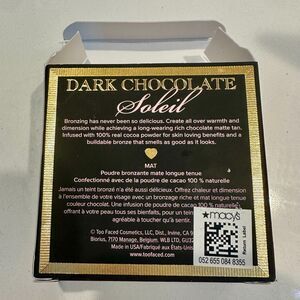 DARK CHOCOLATE
Soleil
Bronzing has never been so delicious. Create all over warmth and
dimension while achieving a long-wearing rich chocolate matte tan.
Infused with 100% real cocoa powder for skin loving benefits and a
buildable bronze that smells as good as it looks.
MAT
Poudre bronzante mate longue tenue
Confectionné avec de la poudre de cacao 100 % naturelle
Jamais un teint bronzé n'a été aussi délicieux. Offrez chaleur et dimension
à l'ensemble de votre visage avec un bronzage riche et mat longue tenue
couleur chocolat. Une infusion de poudre de cacao 100 % naturelle
offrant à votre peau tous ses bienfaits, pour un teint
agréable à toucher qu'à sentir.
© Too Faced Cosmetics, LLC, Dist., Irvine, CA 9
Biorius, 7170 Manage, Belgium. WLB LTD, GU32
Made in USA/Fabriqué aux États-Unis
www.toofaced.com
★macy's
Return Label
052 655 084 8355